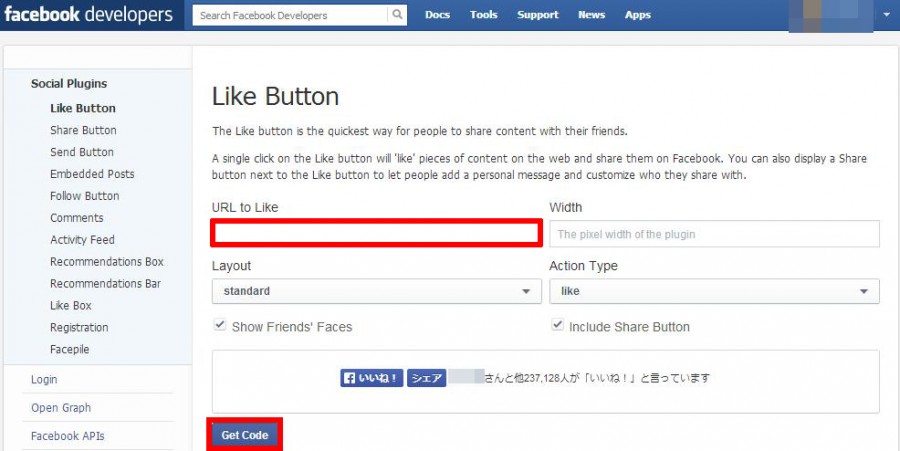 facebook developers
Search Facebook Developers
Docs Tools Support News Apps
Social Plugins
Like Button
Share Button
Send Button
Embedded Posts
Follow Button
Comments
Activity Feed
Recommendations Box
Recommendations Bar
Like Box
Registration
Facepile
Login
Open Graph
Facebook APIs
Like Button
The Like button is the quickest way for people to share content with their friends.
A single click on the Like button will 'like' pieces of content on the web and share them on Facebook. You can also display a Share
button next to the Like button to let people add a personal message and customize who they share with.
URL to Like Width
The pixel width of the plugin
Layout Action Type
standard like
Show Friends' Faces Include Share Button
いいね！ シェア さんと他237,128人が「いいね！」と言っています
Get Code